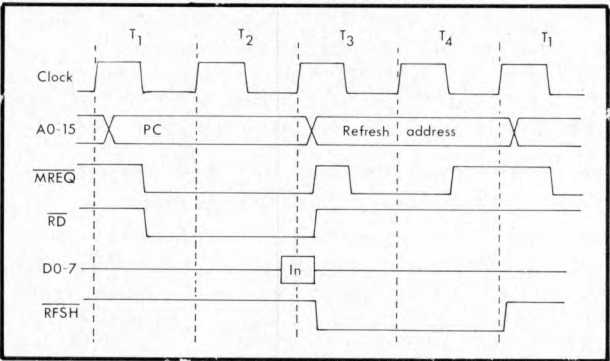 T1 T2 T3 T4 T1
Clock
A0-15 PC Refresh address
MREQ
RD
D0-7 In
RFSH